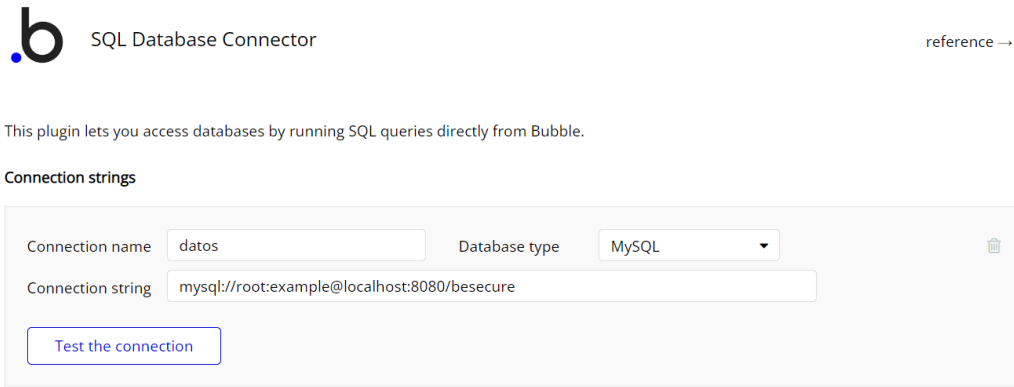 .b
SQL Database Connector
reference →
This plugin lets you access databases by running SQL queries directly from Bubble.
Connection strings
Connection name datos Database type MySQL
Connection string mysql://root:example@localhost:8080/besecure
Test the connection